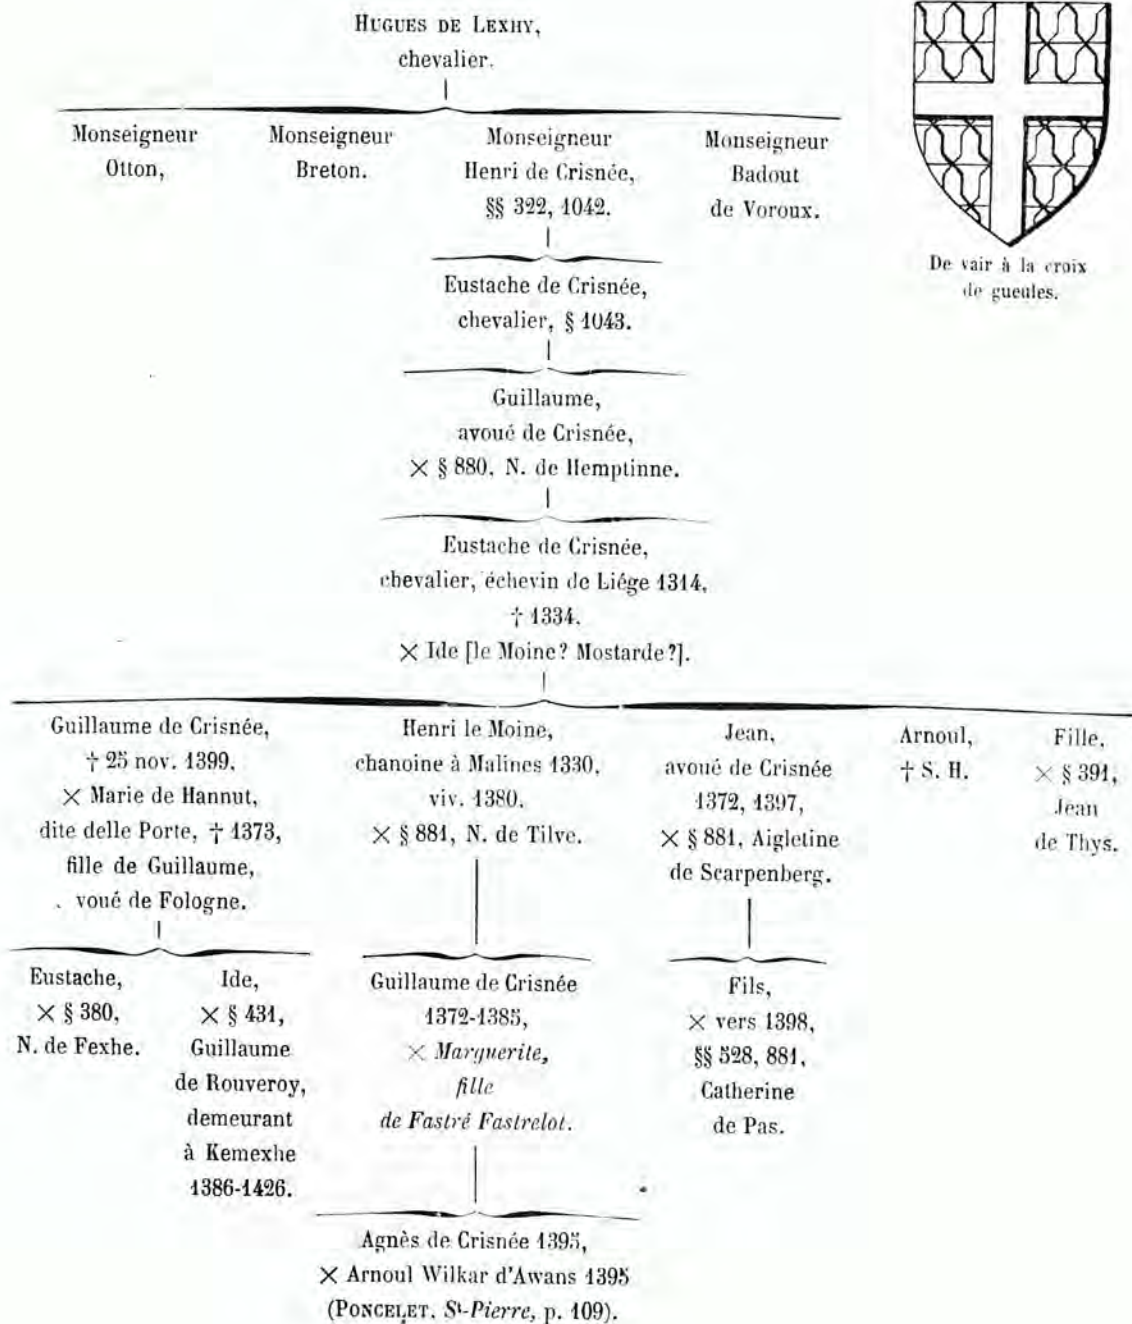 HUGUES DE LEXHY,
chevalier.
Monseigneur
Otton,
Monseigneur
Breton.
Monseigneur
Henri de Crisnée,
§§ 322, 1042.
Monseigneur
Badout
de Voroux.
De vair à la croix
de gueules.
Eustache de Crisnée,
chevalier, § 1043.
Guillaume,
avoué de Crisnée,
× § 880, N. de Hemptinne.
Eustache de Crisnée,
chevalier, échevin de Liége 1314,
† 1334.
× Ide [le Moine? Mostarde?].
Guillaume de Crisnée,
† 25 nov. 1399.
× Marie de Hannut,
dite delle Porte, † 1373,
fille de Guillaume,
voué de Fologne.
Henri le Moine,
chanoine à Malines 1330,
viv. 1380.
× § 881, N. de Tilve.
Jean,
avoué de Crisnée
1372, 1397,
× § 881, Aigletine
de Scarpenberg.
Arnoul,
† S. H.
Fille,
× § 391,
Jean
de Thys.
Eustache,
× § 380,
N. de Fexhe.
Ide,
× § 431,
Guillaume
de Rouveroy,
demeurant
à Kemexhe
1386-1426.
Guillaume de Crisnée
1372-1385,
× Marguerite,
fille
de Fastré Fastrelot.
Fils,
× vers 1398,
§§ 528, 881,
Catherine
de Pas.
Agnès de Crisnée 1395,
× Arnoul Wilkar d'Awans 1395
(PONCELET, St-Pierre, p. 109).